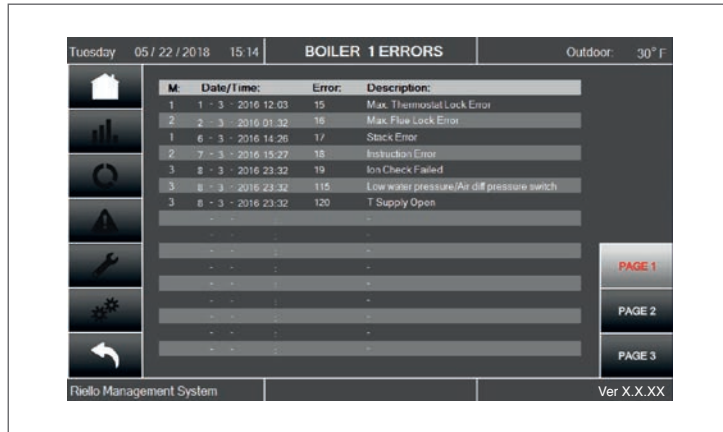 Tuesday 05 / 22 / 2018 15:14 BOILER 1 ERRORS Outdoor: 30° F
M: Date/Time: Error: Description:
1 1 - 3 - 2016 12:03 15 Max. Thermostat Lock Error
2 2 - 3 - 2016 01:32 16 Max. Flue Lock Error
1 6 - 3 - 2016 14:26 17 Stack Error
2 7 - 3 - 2016 15:27 18 Instruction Error
3 8 - 3 - 2016 23:32 19 Ion Check Failed
3 8 - 3 - 2016 23:32 115 Low water pressure/Air diff pressure switch
3 8 - 3 - 2016 23:32 120 T Supply Open
- - : -
- - : -
- - : -
- - : -
- - : -
- - : -
- - : -
- - : -
- - : -
PAGE 1
PAGE 2
PAGE 3
Riello Management System Ver X.X.XX